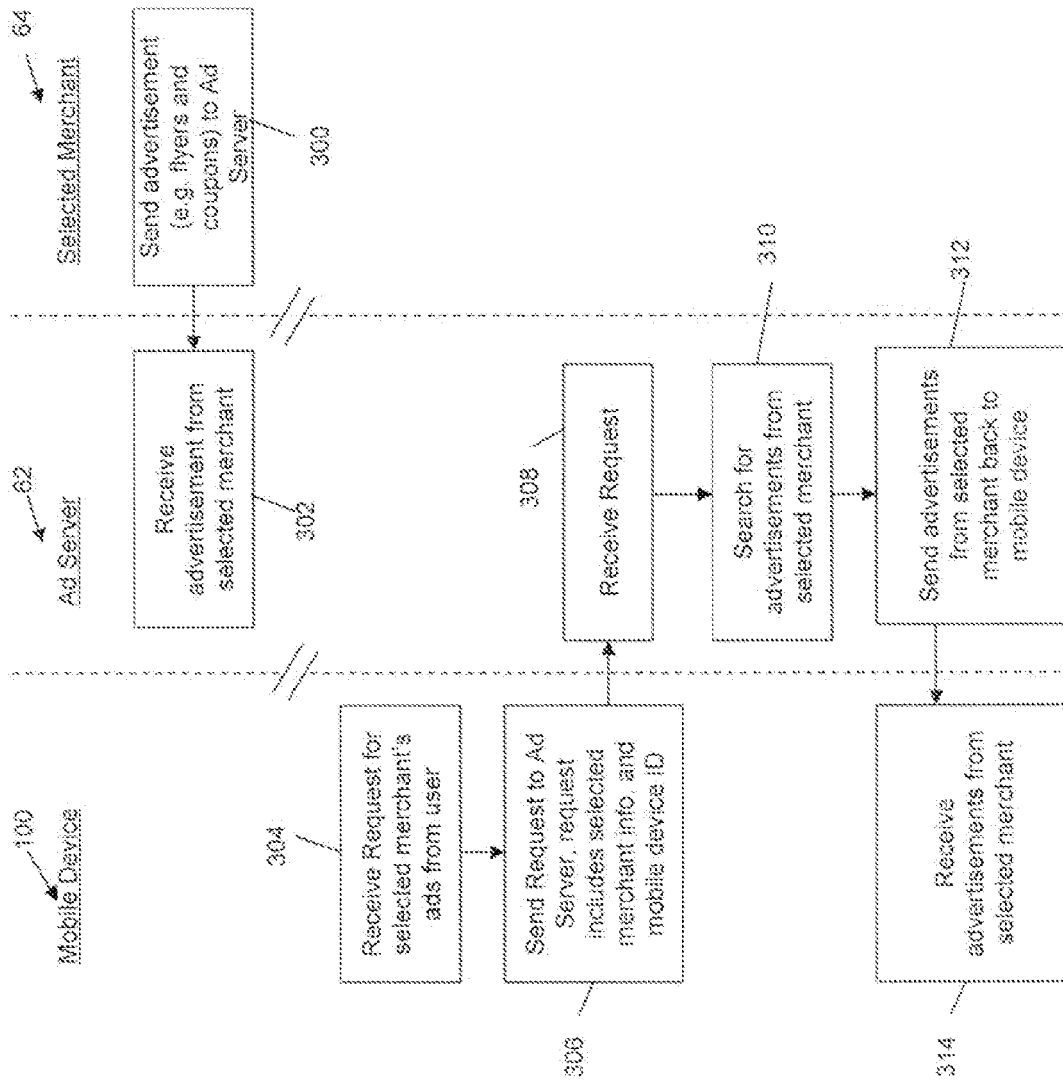 100
Mobile Device
62
Ad Server
64
Selected Merchant
Send advertisement
(e.g. flyers and
coupons) to Ad
Server
300
Receive
advertisement from
selected merchant
302
304
Receive Request for
selected merchant's
ads from user
Send Request to Ad
Server, request
includes selected
merchant info, and
mobile device ID
306
308
Receive Request
310
Search for
advertisements from
selected merchant
312
Send advertisements
from selected
merchant back to
mobile device
Receive
advertisements from
selected merchant
314